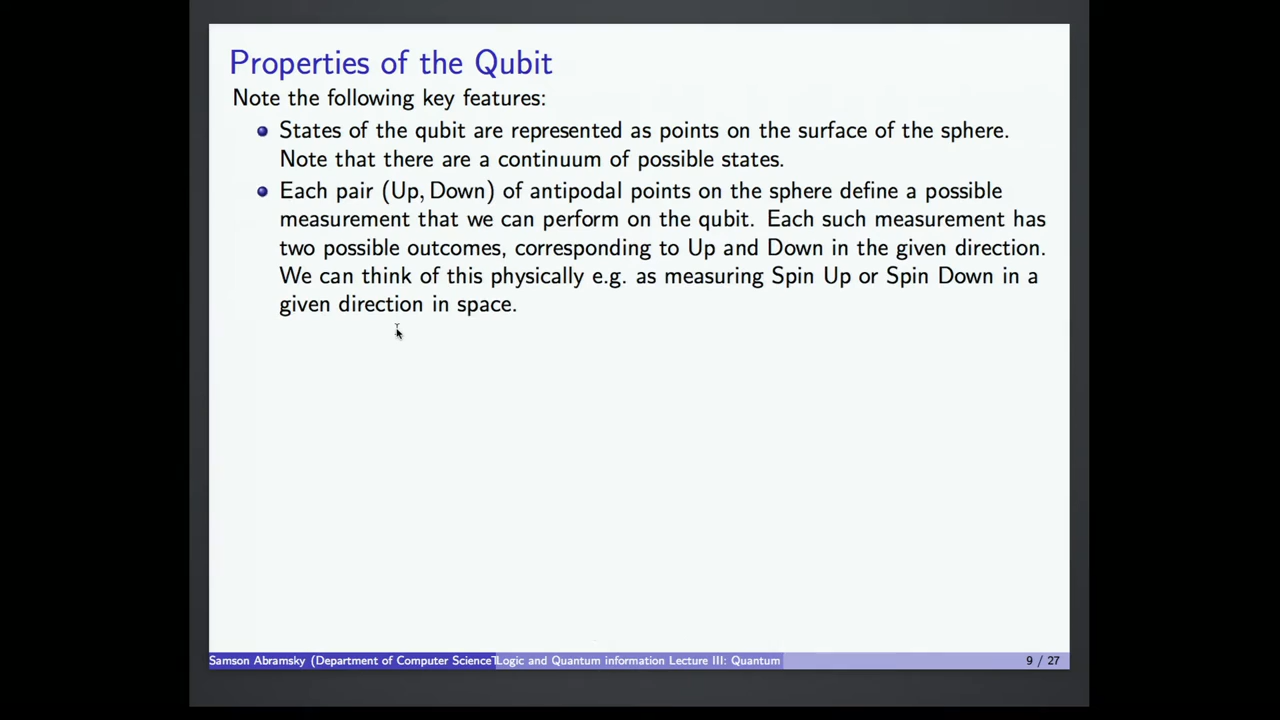 Properties of the Qubit
Note the following key features:
States of the qubit are represented as points on the surface of the sphere.
Note that there are a continuum of possible states.
Each pair (Up, Down) of antipodal points on the sphere define a possible
measurement that we can perform on the qubit. Each such measurement has
two possible outcomes, corresponding to Up and Down in the given direction.
We can think of this physically e.g. as measuring Spin Up or Spin Down in a
given direction in space.
Samson Abramsky (Department of Computer Science Logic and Quantum information Lecture III: Quantum 9 / 27